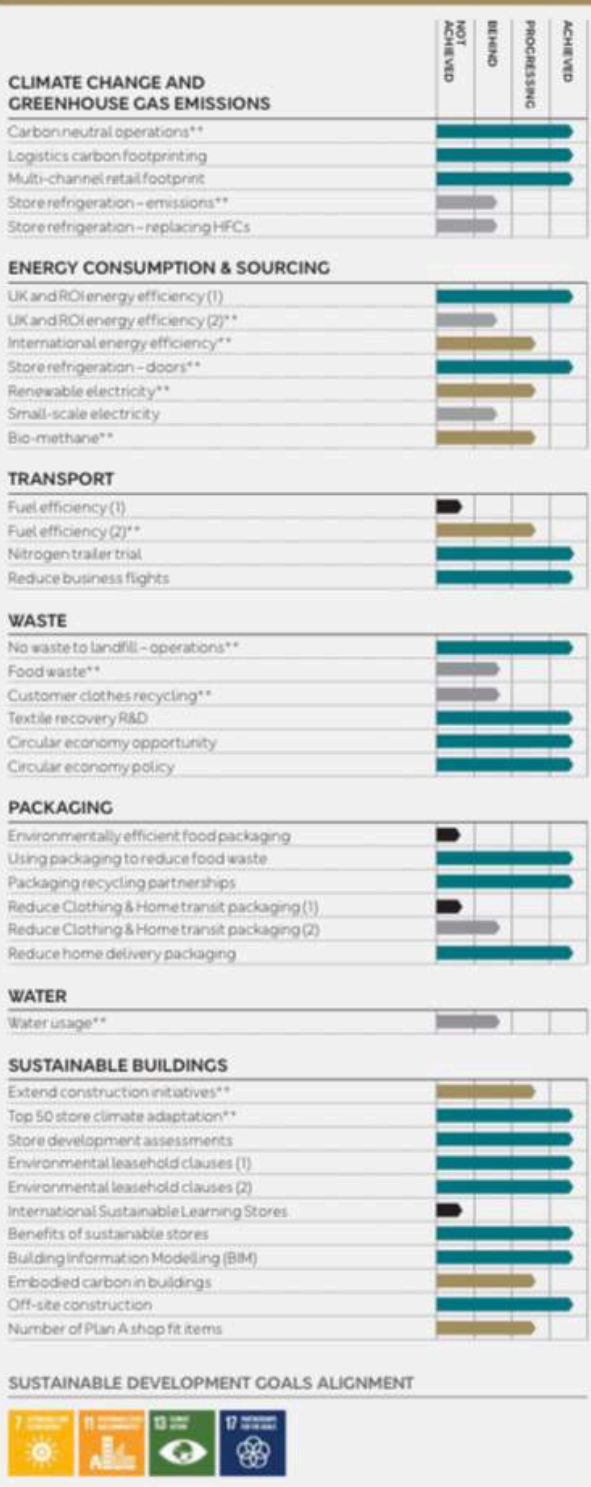 NOT
ACHIEVED
BEHIND
PROGRESSING
ACHIEVED
CLIMATE CHANGE AND
GREENHOUSE GAS EMISSIONS
Carbon neutral operations**
Logistics carbon footprinting
Multi-channel retail footprint
Store refrigeration – emissions**
Store refrigeration – replacing HFCs
ENERGY CONSUMPTION & SOURCING
UK and ROI energy efficiency (1)
UK and ROI energy efficiency (2)**
International energy efficiency**
Store refrigeration – doors**
Renewable electricity**
Small-scale electricity
Bio-methane**
TRANSPORT
Fuel efficiency (1)
Fuel efficiency (2)**
Nitrogen trailer trial
Reduce business flights
WASTE
No waste to landfill – operations**
Food waste**
Customer clothes recycling**
Textile recovery R&D
Circular economy opportunity
Circular economy policy
PACKAGING
Environmentally efficient food packaging
Using packaging to reduce food waste
Packaging recycling partnerships
Reduce Clothing & Home transit packaging (1)
Reduce Clothing & Home transit packaging (2)
Reduce home delivery packaging
WATER
Water usage**
SUSTAINABLE BUILDINGS
Extend construction initiatives**
Top 50 store climate adaptation**
Store development assessments
Environmental leasehold clauses (1)
Environmental leasehold clauses (2)
International Sustainable Learning Stores
Benefits of sustainable stores
Building Information Modelling (BIM)
Embodied carbon in buildings
Off-site construction
Number of Plan A shop fit items
SUSTAINABLE DEVELOPMENT GOALS ALIGNMENT
7
11
13 CLIMATE
ACTION
17 PARTNERSHIPS
FOR THE GOALS